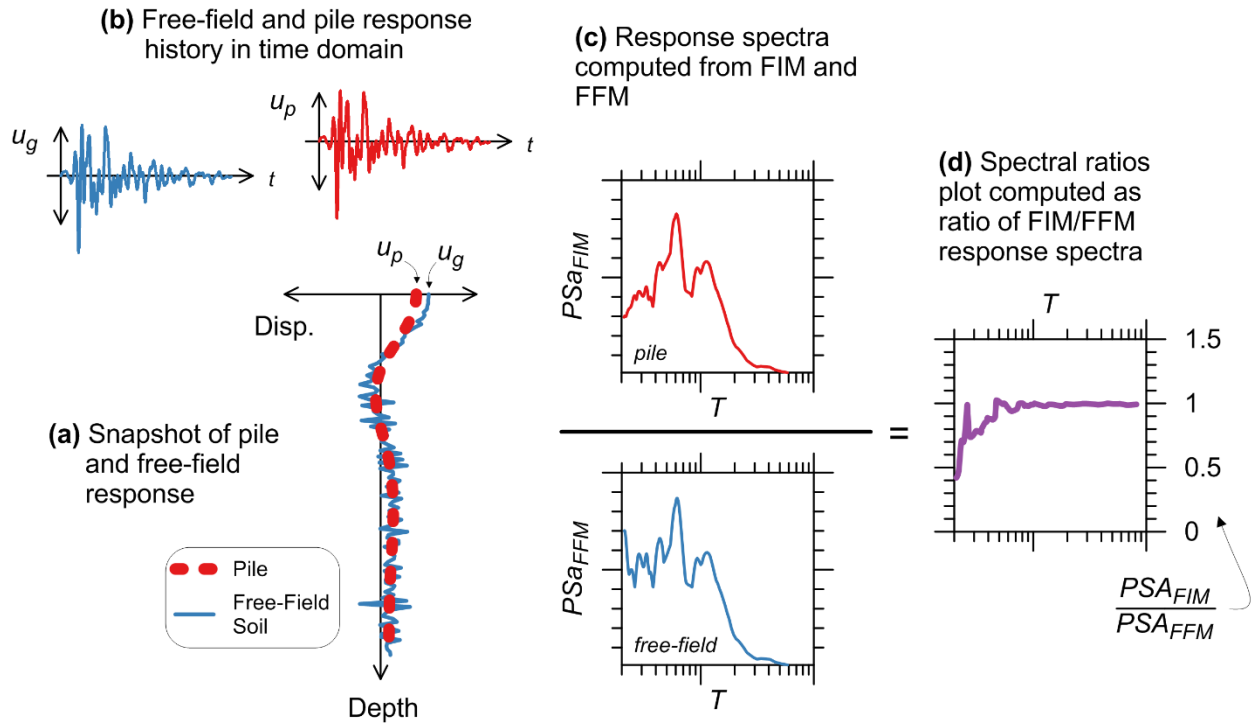 (b) Free-field and pile response
history in time domain
u_g
t
u_p
t
u_p
u_g
Disp.
(a) Snapshot of pile
and free-field
response
Pile
Free-Field
Soil
Depth
(c) Response spectra
computed from FIM and
FFM
PSa_FIM
pile
T
PSa_FFM
free-field
T
=
(d) Spectral ratios
plot computed as
ratio of FIM/FFM
response spectra
T
1.5
1
0.5
0
PSA_FIM
PSA_FFM